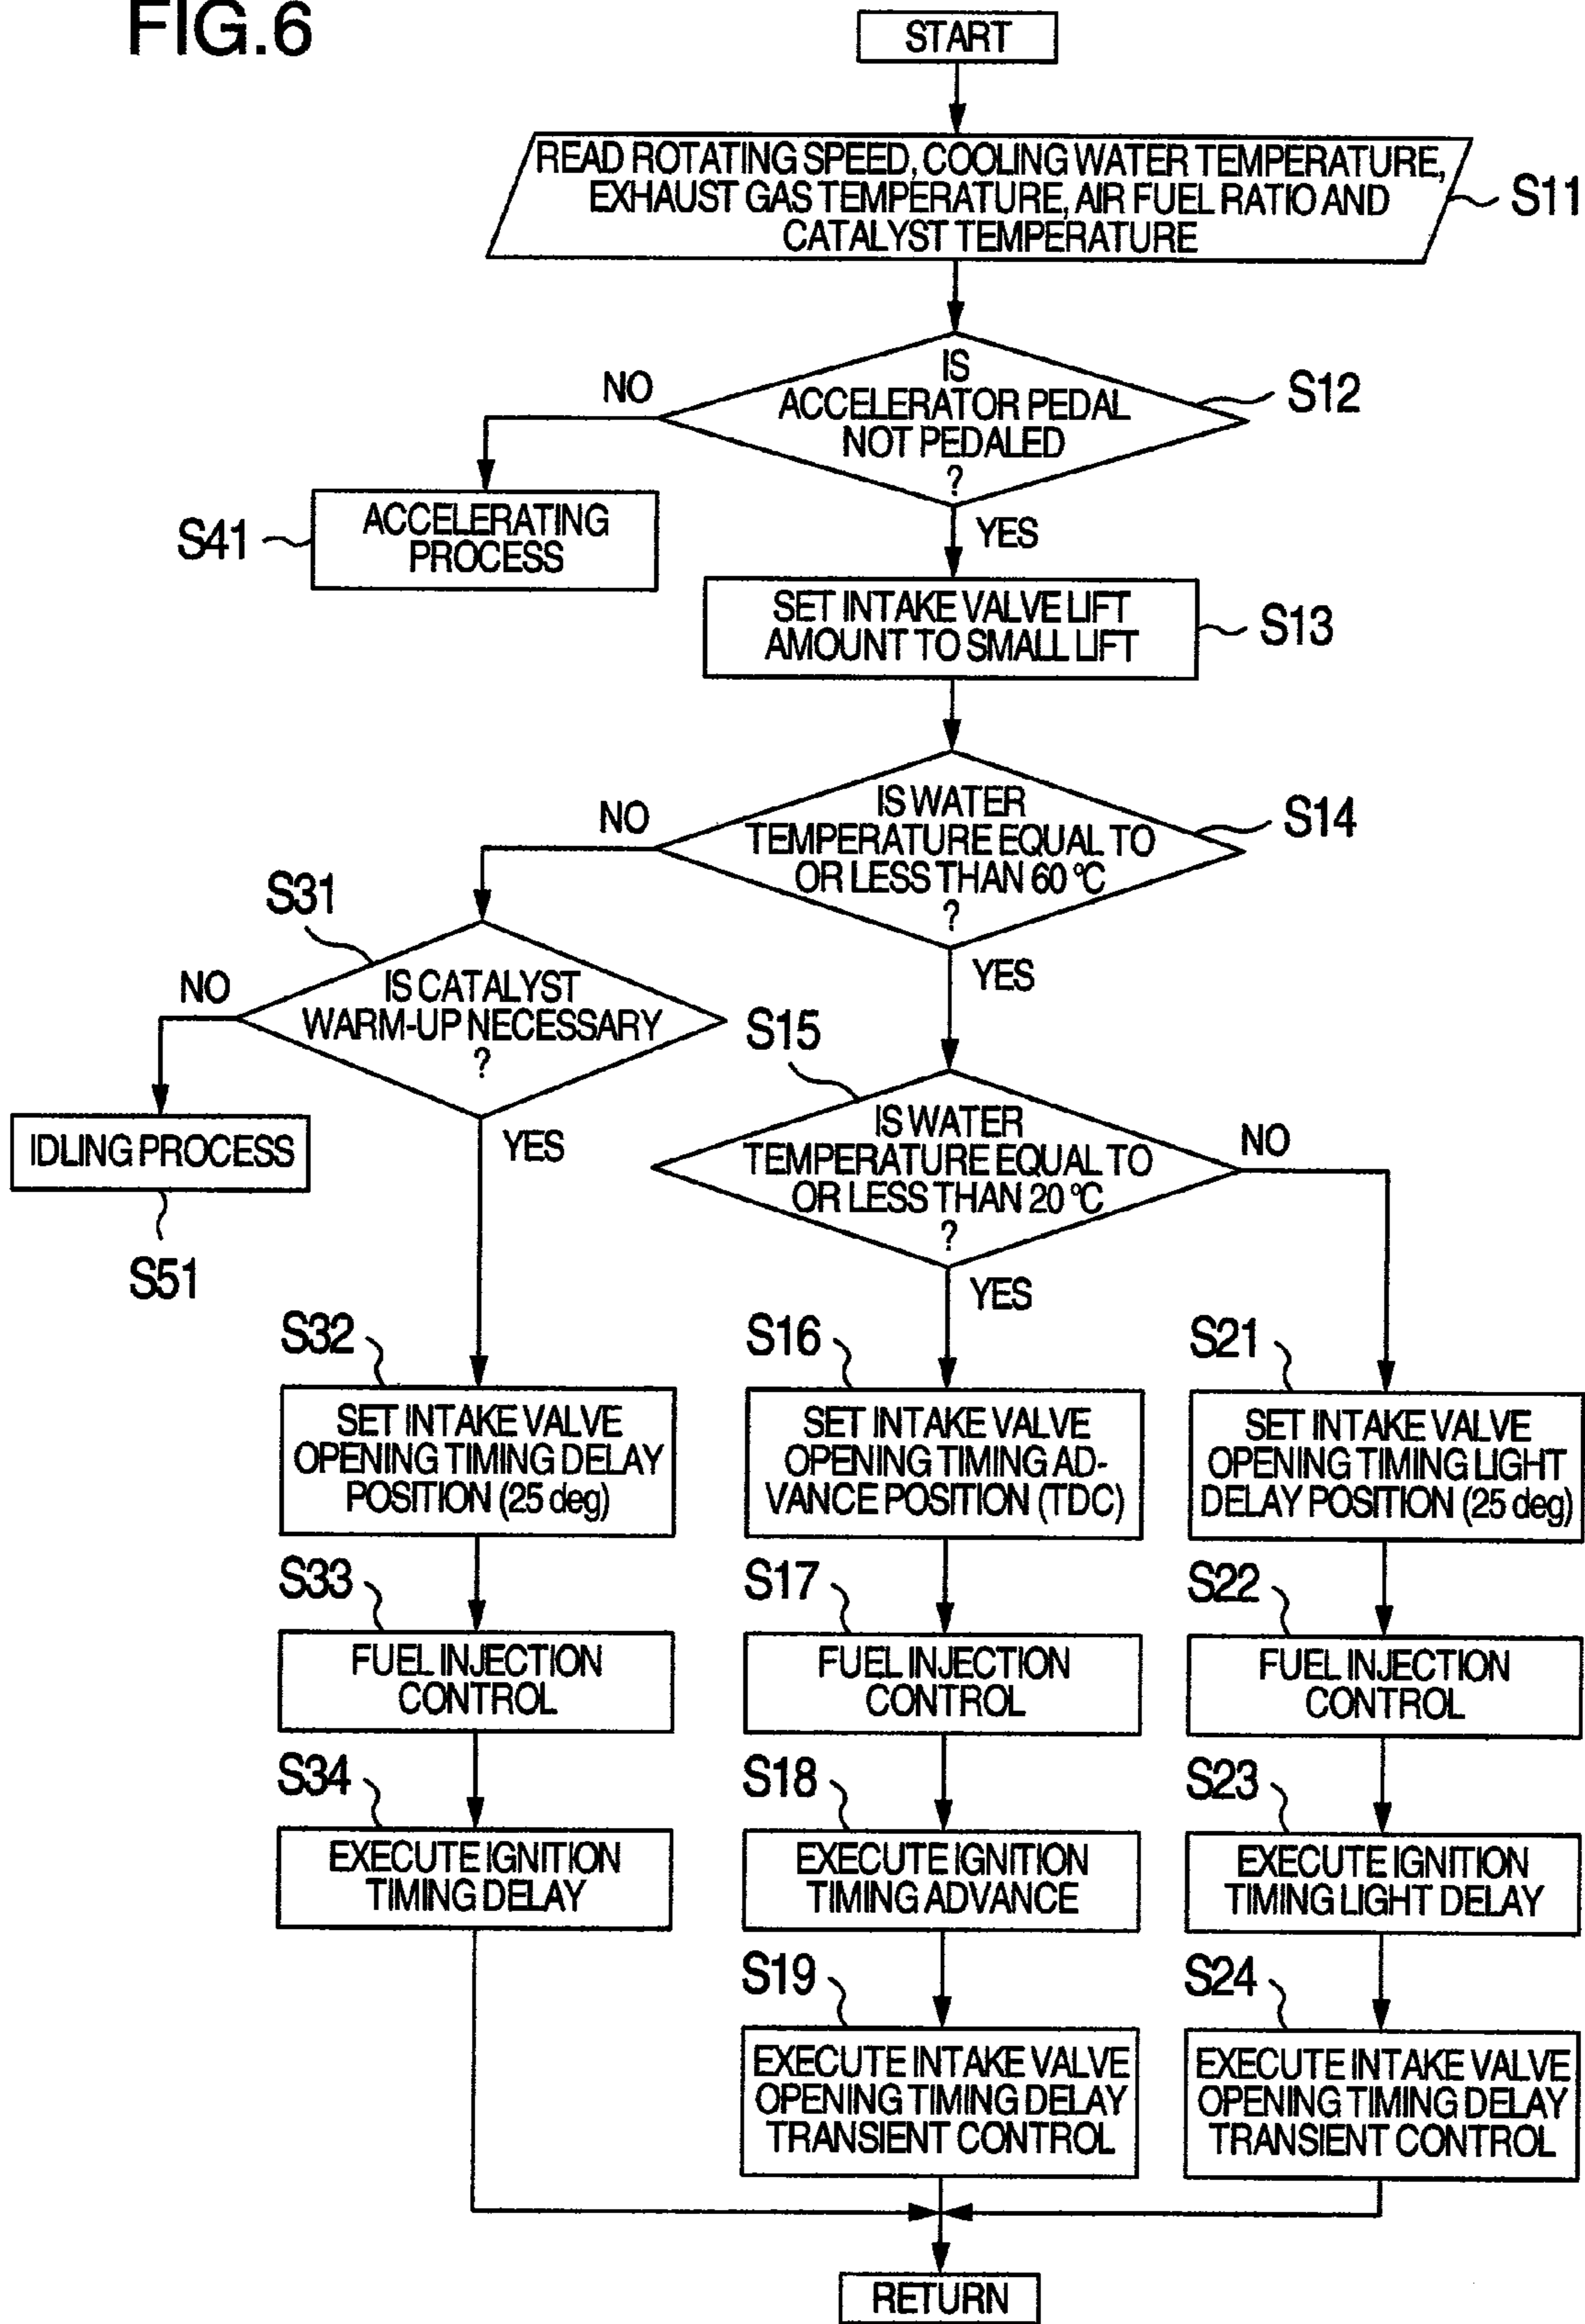 FIG.6
START
READ ROTATING SPEED, COOLING WATER TEMPERATURE,
EXHAUST GAS TEMPERATURE, AIR FUEL RATIO AND
CATALYST TEMPERATURE
S11
IS
ACCELERATOR PEDAL
NOT PEDALED
?
S12
NO
YES
S41
ACCELERATING
PROCESS
SET INTAKE VALVE LIFT
AMOUNT TO SMALL LIFT
S13
IS WATER
TEMPERATURE EQUAL TO
OR LESS THAN 60 °C
?
S14
NO
YES
S31
IS CATALYST
WARM-UP NECESSARY
?
NO
YES
IDLING PROCESS
S51
S15
IS WATER
TEMPERATURE EQUAL TO
OR LESS THAN 20 °C
?
NO
YES
S32
SET INTAKE VALVE
OPENING TIMING DELAY
POSITION (25 deg)
S33
FUEL INJECTION
CONTROL
S34
EXECUTE IGNITION
TIMING DELAY
S16
SET INTAKE VALVE
OPENING TIMING AD-
VANCE POSITION (TDC)
S17
FUEL INJECTION
CONTROL
S18
EXECUTE IGNITION
TIMING ADVANCE
S19
EXECUTE INTAKE VALVE
OPENING TIMING DELAY
TRANSIENT CONTROL
S21
SET INTAKE VALVE
OPENING TIMING LIGHT
DELAY POSITION (25 deg)
S22
FUEL INJECTION
CONTROL
S23
EXECUTE IGNITION
TIMING LIGHT DELAY
S24
EXECUTE INTAKE VALVE
OPENING TIMING DELAY
TRANSIENT CONTROL
RETURN